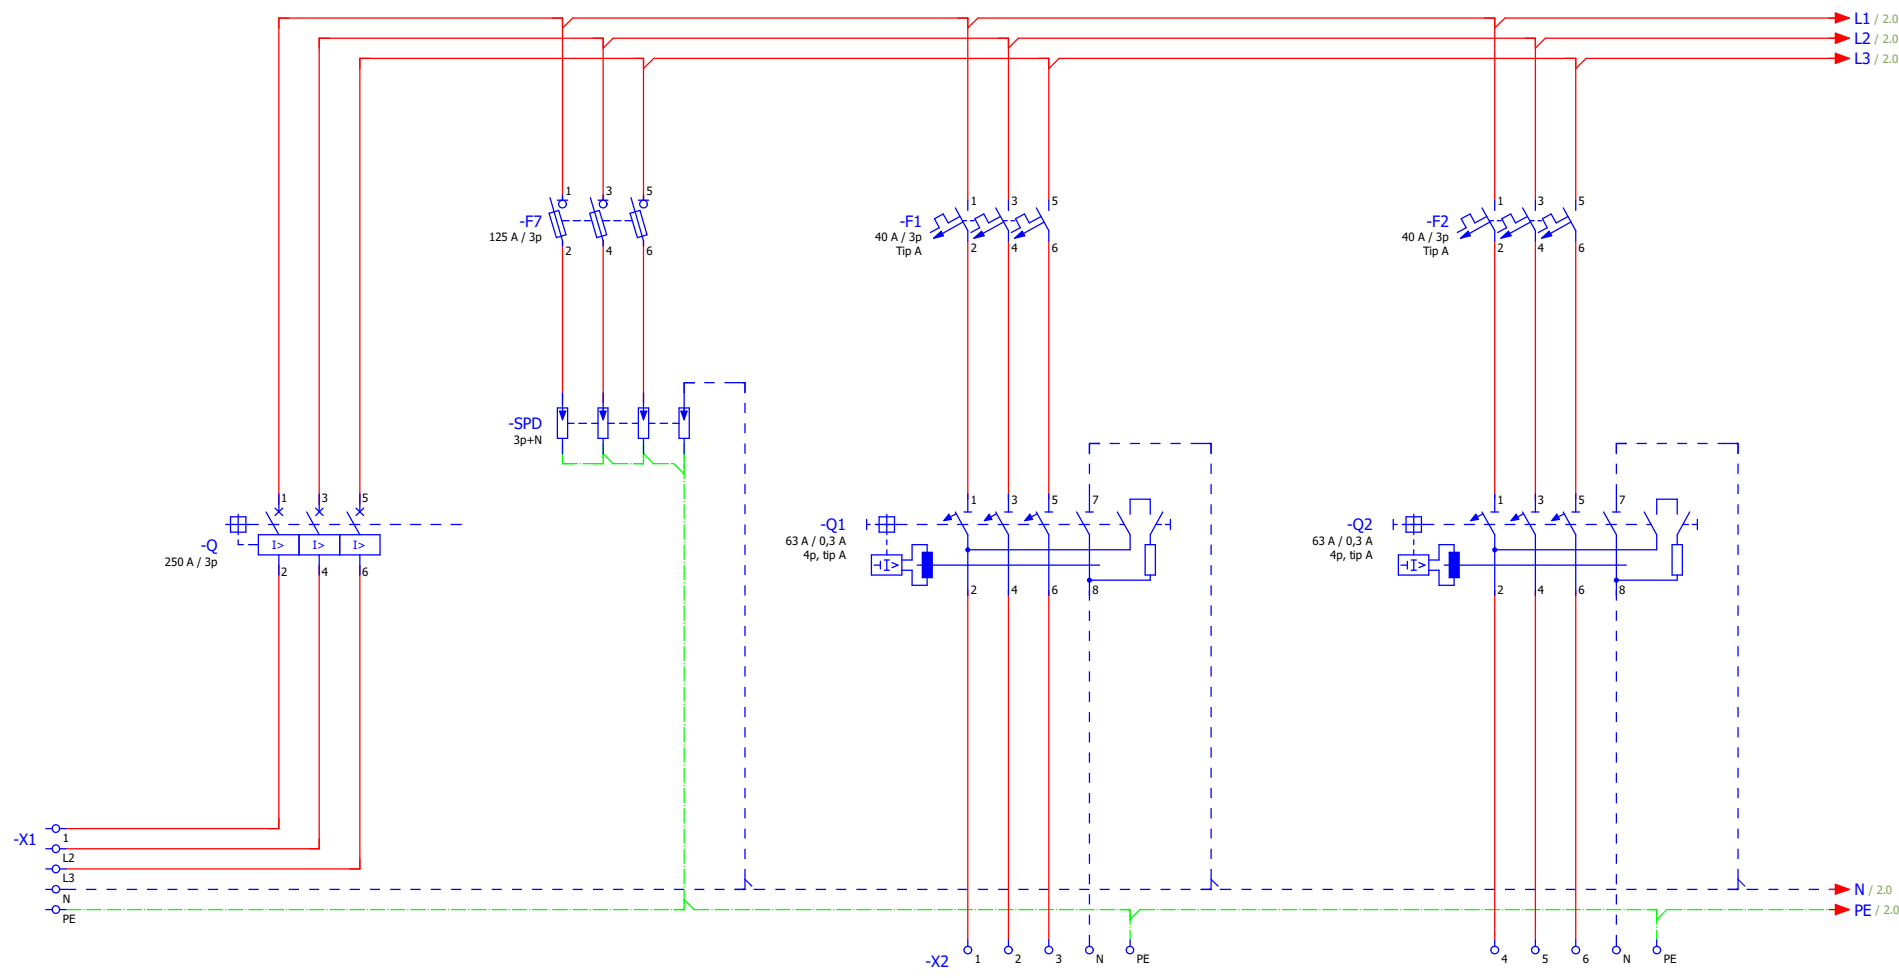 L1 / 2.0
L2 / 2.0
L3 / 2.0
1 3 5
-F7
125 A / 3p
2 4 6
1 3 5
-F1
40 A / 3p
Tip A
2 4 6
1 3 5
-F2
40 A / 3p
Tip A
2 4 6
-SPD
3p+N
1 3 5
-Q
250 A / 3p
I> I> I>
2 4 6
1 3 5 7
-Q1
63 A / 0,3 A
4p, tip A
I>
2 4 6 8
1 3 5 7
-Q2
63 A / 0,3 A
4p, tip A
I>
2 4 6 8
-X1
1
L2
L3
N
PE
N / 2.0
PE / 2.0
-X2
1 2 3 N PE
4 5 6 N PE